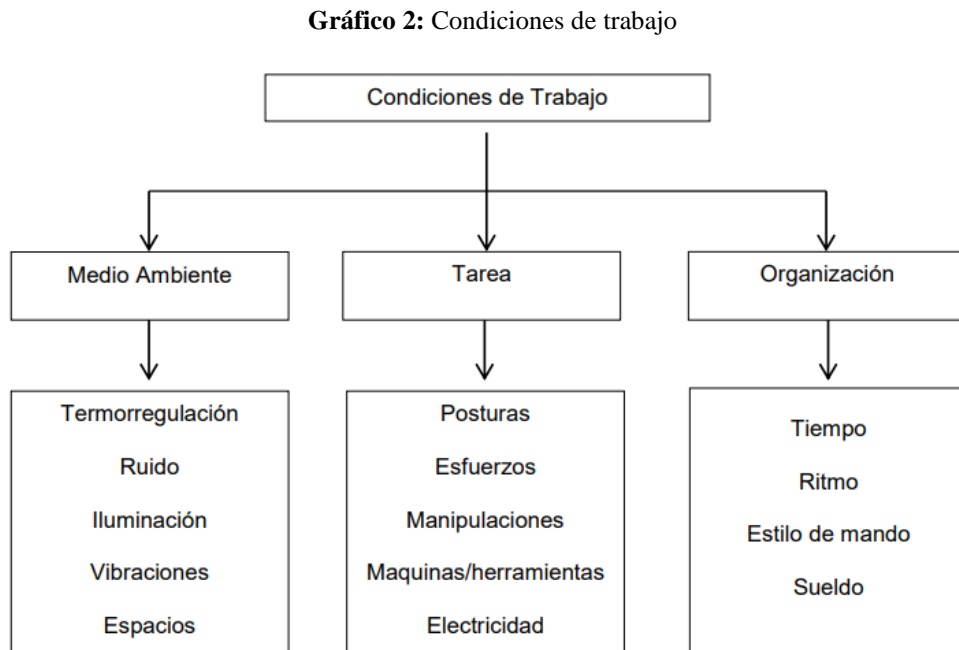 Gráfico 2: Condiciones de trabajo
Condiciones de Trabajo
Medio Ambiente
Tarea
Organización
Termorregulación
Ruido
Iluminación
Vibraciones
Espacios
Posturas
Esfuerzos
Manipulaciones
Maquinas/herramientas
Electricidad
Tiempo
Ritmo
Estilo de mando
Sueldo